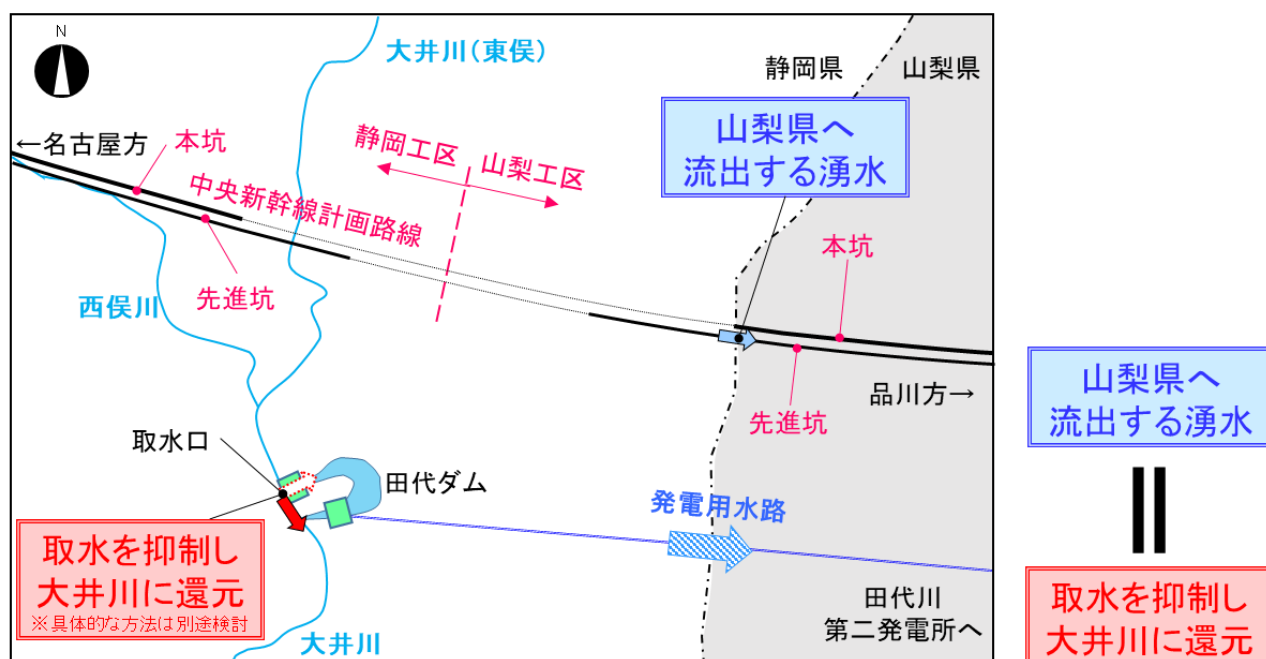 N
大井川(東俣)
静岡県
山梨県
山梨県へ
流出する湧水
←名古屋方
本坑
静岡工区
山梨工区
中央新幹線計画路線
先進坑
西俣川
本坑
先進坑
品川方→
取水口
田代ダム
発電用水路
取水を抑制し
大井川に還元
※具体的な方法は別途検討
大井川
田代川
第二発電所へ
山梨県へ
流出する湧水
取水を抑制し
大井川に還元